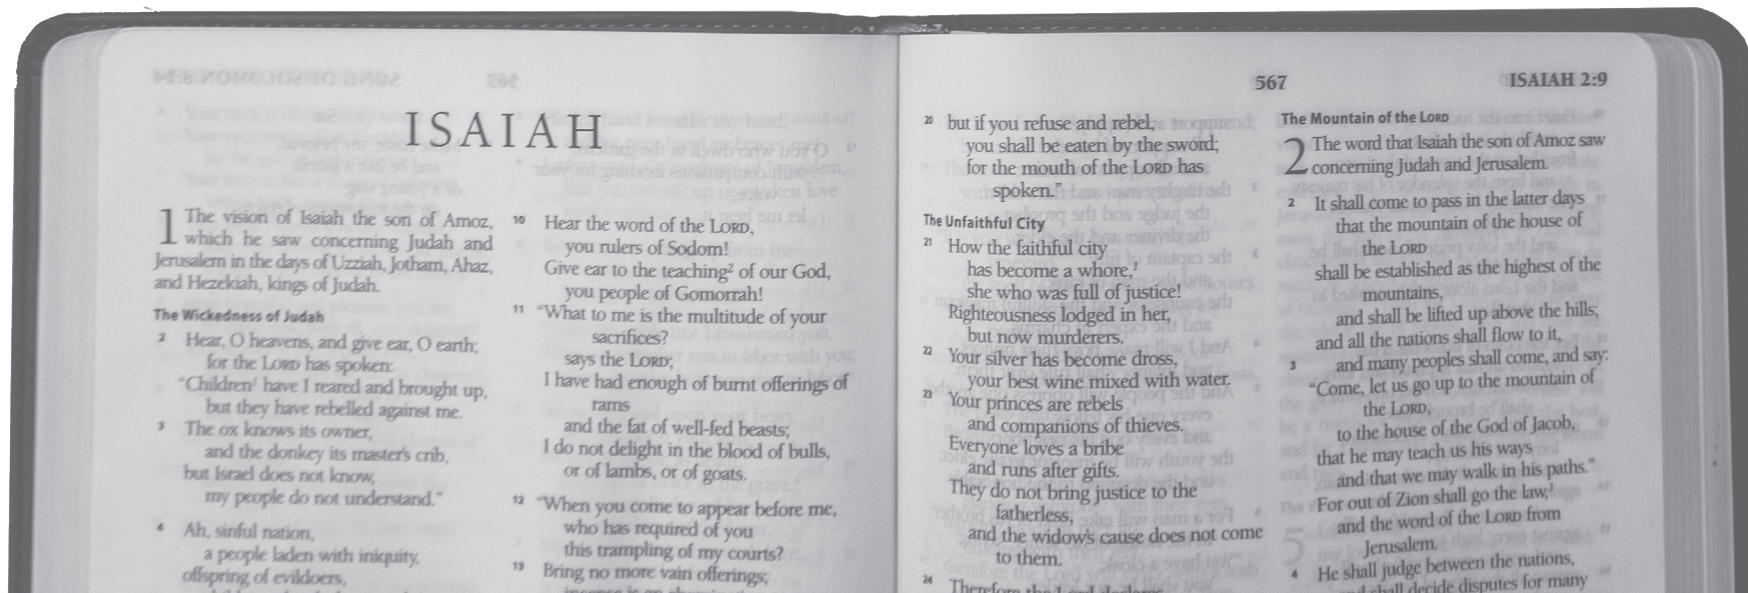 ISAIAH
1 The vision of Isaiah the son of Amoz,
which he saw concerning Judah and
Jerusalem in the days of Uzziah, Jotham, Ahaz,
and Hezekiah, kings of Judah.
The Wickedness of Judah
2 Hear, O heavens, and give ear, O earth;
for the LORD has spoken:
"Children¹ have I reared and brought up,
but they have rebelled against me.
3 The ox knows its owner,
and the donkey its master's crib,
but Israel does not know,
my people do not understand."
4 Ah, sinful nation,
a people laden with iniquity,
offspring of evildoers,
10 Hear the word of the LORD,
you rulers of Sodom!
Give ear to the teaching² of our God,
you people of Gomorrah!
11 "What to me is the multitude of your
sacrifices?
says the LORD;
I have had enough of burnt offerings of
rams
and the fat of well-fed beasts;
I do not delight in the blood of bulls,
or of lambs, or of goats.
12 "When you come to appear before me,
who has required of you
this trampling of my courts?
13 Bring no more vain offerings;
567 ISAIAH 2:9
20 but if you refuse and rebel,
you shall be eaten by the sword;
for the mouth of the LORD has
spoken."
The Unfaithful City
21 How the faithful city
has become a whore,¹
she who was full of justice!
Righteousness lodged in her,
but now murderers.
22 Your silver has become dross,
your best wine mixed with water.
23 Your princes are rebels
and companions of thieves.
Everyone loves a bribe
and runs after gifts.
They do not bring justice to the
fatherless,
and the widow's cause does not come
to them.
24 Therefore the Lord declares
The Mountain of the LORD
2 The word that Isaiah the son of Amoz saw
concerning Judah and Jerusalem.
2 It shall come to pass in the latter days
that the mountain of the house of
the LORD
shall be established as the highest of the
mountains,
and shall be lifted up above the hills;
and all the nations shall flow to it,
3 and many peoples shall come, and say:
"Come, let us go up to the mountain of
the LORD,
to the house of the God of Jacob,
that he may teach us his ways
and that we may walk in his paths."
For out of Zion shall go the law,³
and the word of the LORD from
Jerusalem.
4 He shall judge between the nations,
and shall decide disputes for many